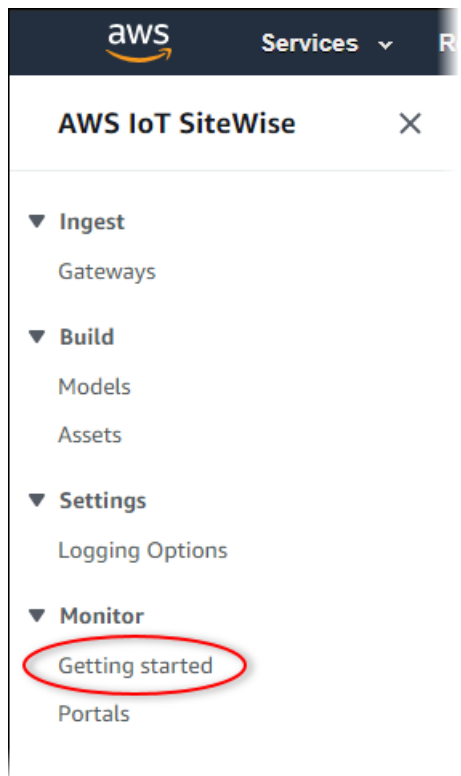 aws Services R
AWS IoT SiteWise
Ingest
Gateways
Build
Models
Assets
Settings
Logging Options
Monitor
Getting started
Portals